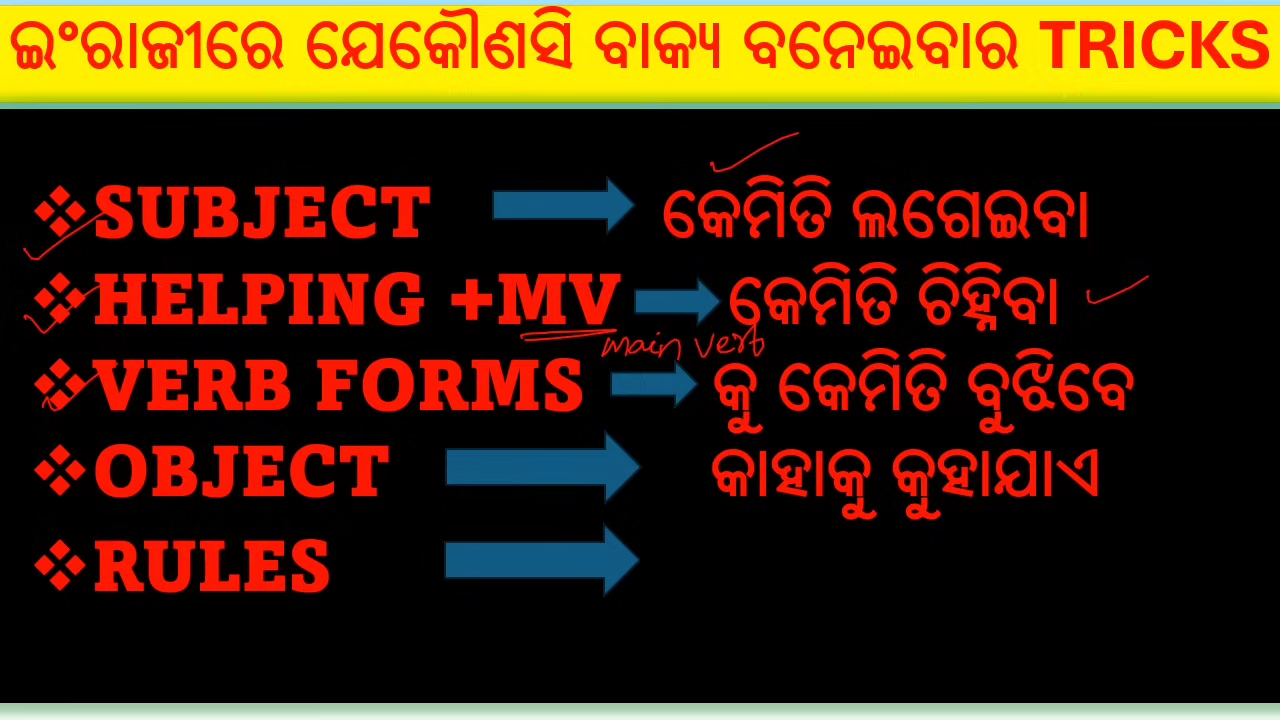 ଇଂରାଜୀରେ ଯେକୌଣସି ବାକ୍ୟ ବନେଇବାର TRICKS
❖SUBJECT କେମିତି ଲଗେଇବା
❖HELPING +MV କେମିତି ଚିହ୍ନିବା
main verb
❖VERB FORMS କୁ କେମିତି ବୁଝିବେ
❖OBJECT କାହାକୁ କୁହାଯାଏ
❖RULES